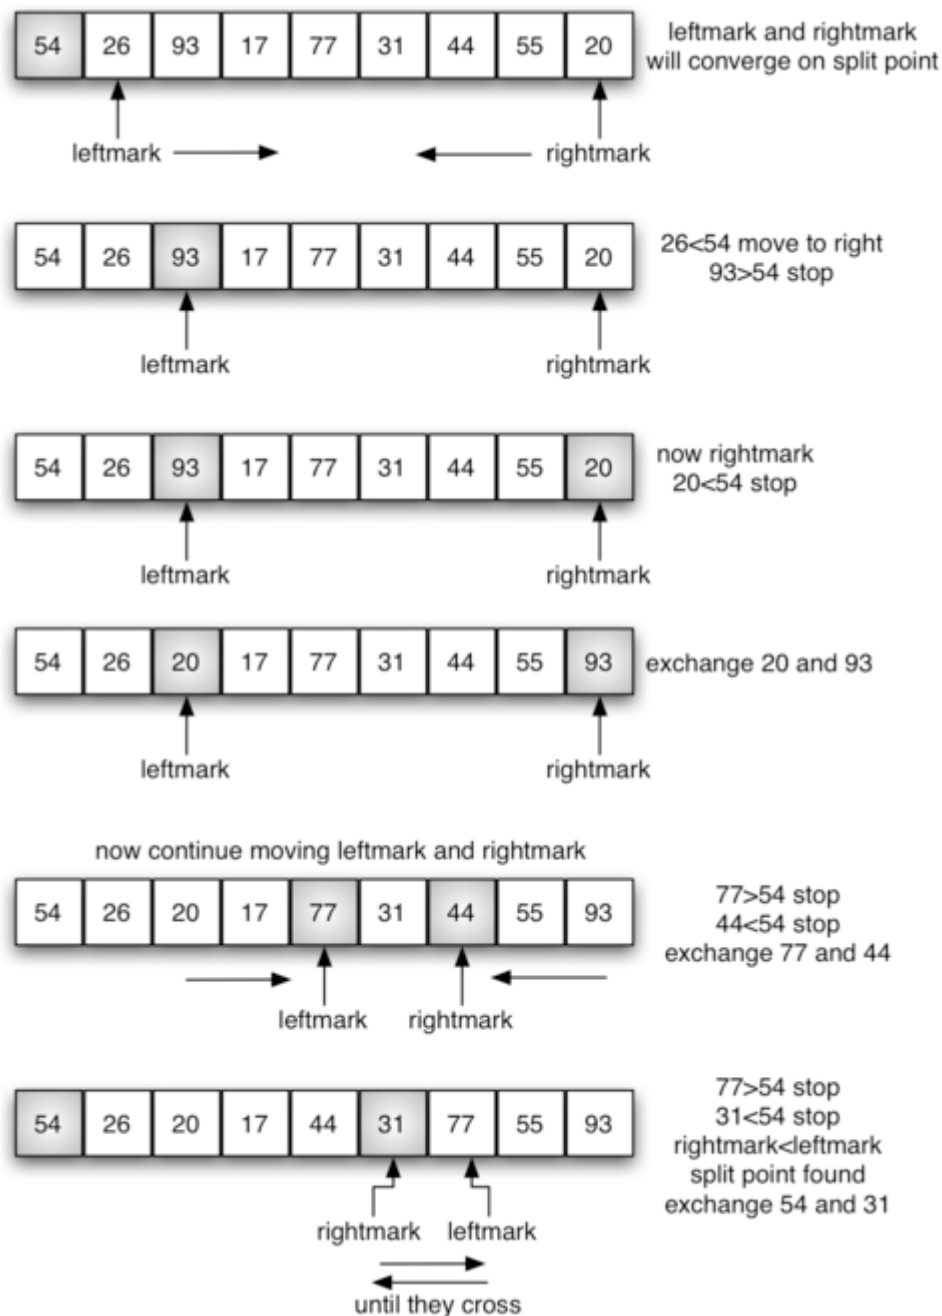 54 26 93 17 77 31 44 55 20
leftmark and rightmark
will converge on split point
leftmark rightmark
54 26 93 17 77 31 44 55 20
26<54 move to right
93>54 stop
leftmark rightmark
54 26 93 17 77 31 44 55 20
now rightmark
20<54 stop
leftmark rightmark
54 26 20 17 77 31 44 55 93
exchange 20 and 93
leftmark rightmark
now continue moving leftmark and rightmark
54 26 20 17 77 31 44 55 93
77>54 stop
44<54 stop
exchange 77 and 44
leftmark rightmark
54 26 20 17 44 31 77 55 93
77>54 stop
31<54 stop
rightmark<leftmark
split point found
exchange 54 and 31
rightmark leftmark
until they cross